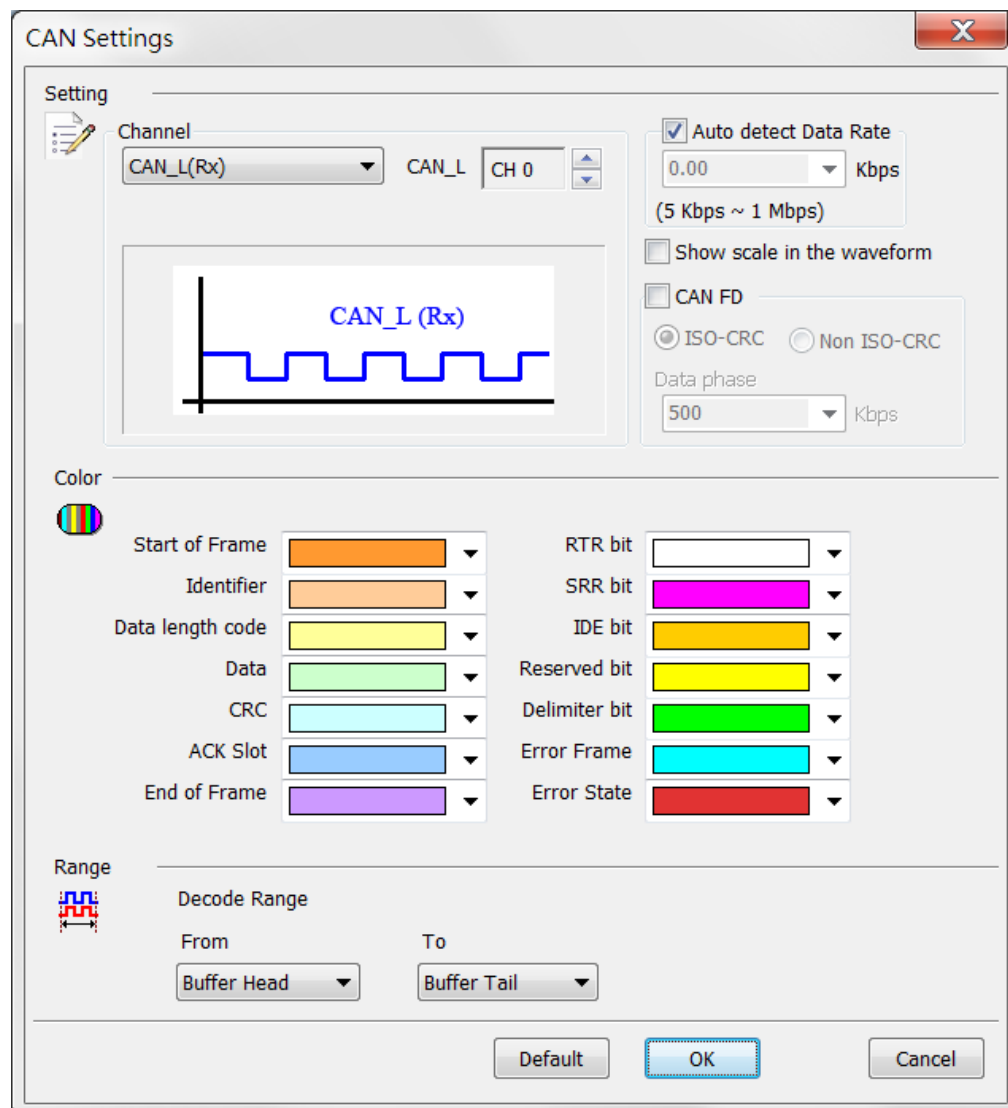 CAN Settings
Setting
Channel
CAN_L(Rx)
CAN_L
CH 0
CAN_L (Rx)
Auto detect Data Rate
0.00
Kbps
(5 Kbps ~ 1 Mbps)
Show scale in the waveform
CAN FD
ISO-CRC
Non ISO-CRC
Data phase
500
Kbps
Color
Start of Frame
RTR bit
Identifier
SRR bit
Data length code
IDE bit
Data
Reserved bit
CRC
Delimiter bit
ACK Slot
Error Frame
End of Frame
Error State
Range
Decode Range
From
To
Buffer Head
Buffer Tail
Default
OK
Cancel